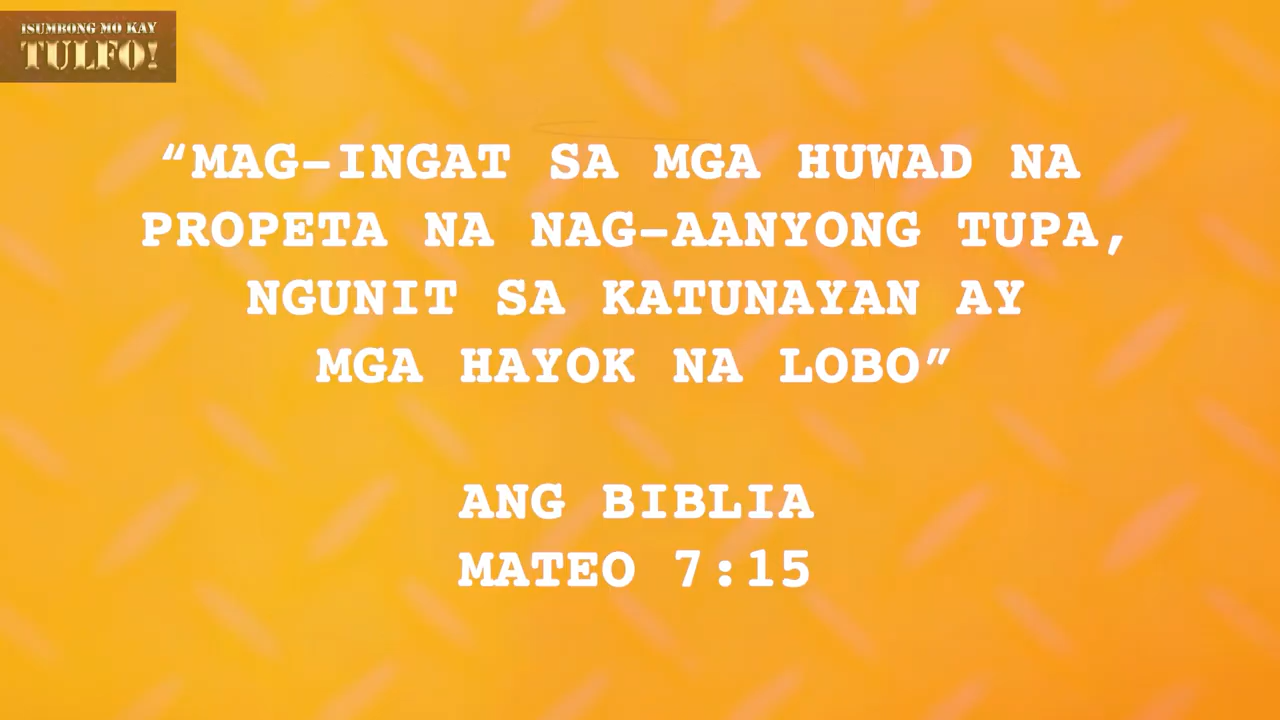 ISUMBONG MO KAY
TULFO!
“MAG-INGAT SA MGA HUWAD NA
PROPETA NA NAG-AANYONG TUPA,
NGUNIT SA KATUNAYAN AY
MGA HAYOK NA LOBO”
ANG BIBLIA
MATEO 7:15